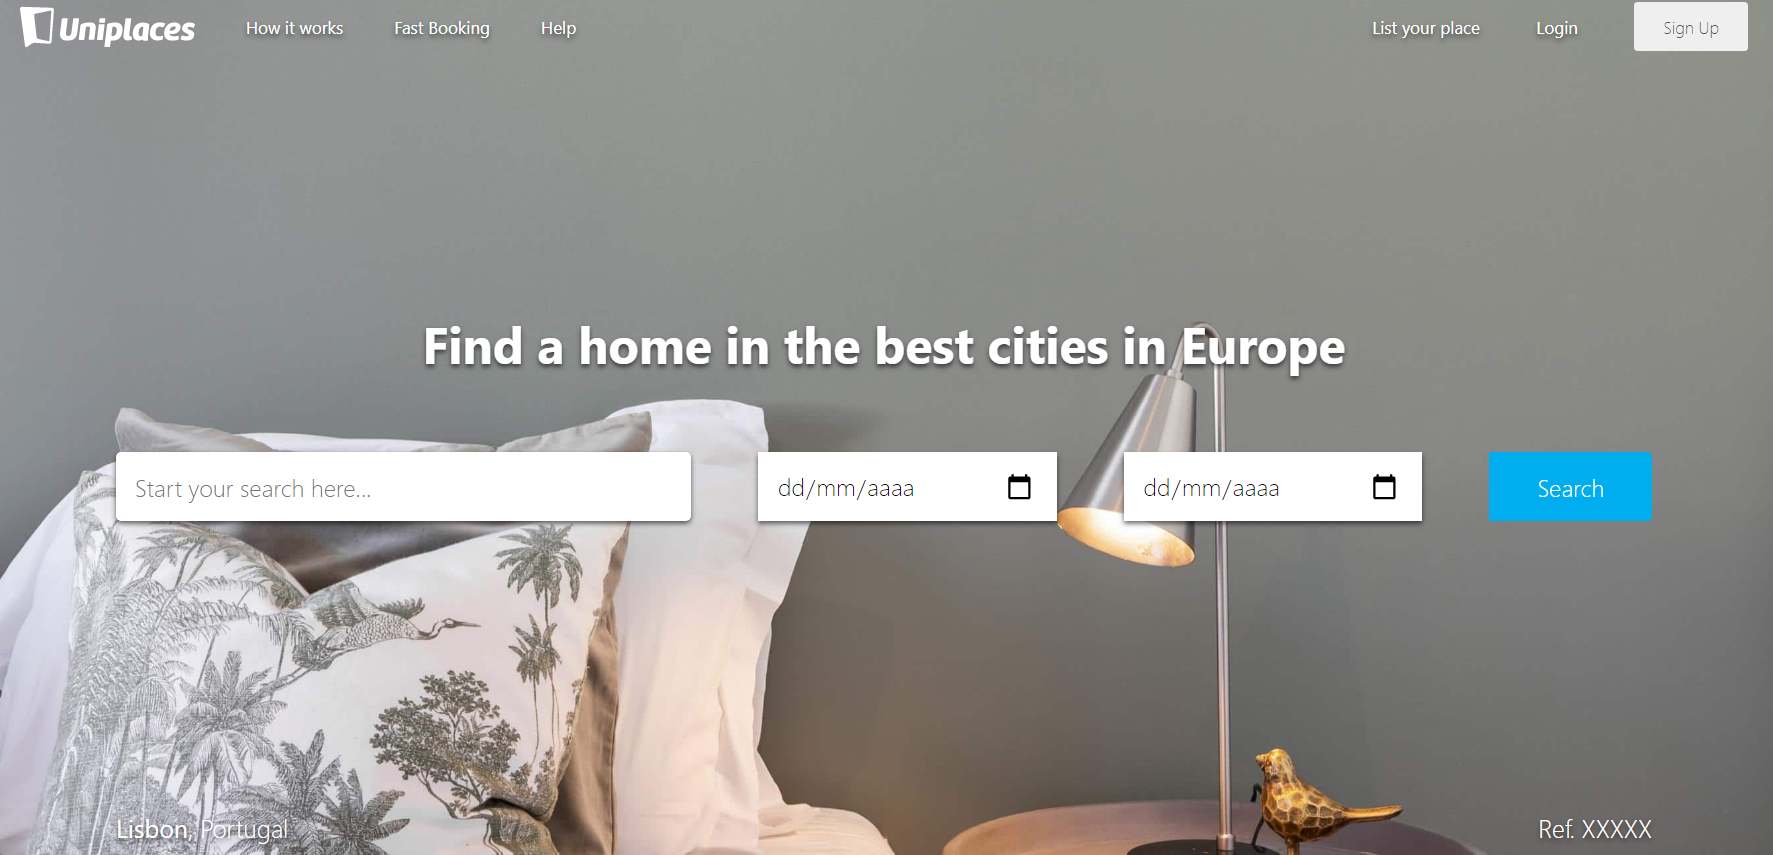 Uniplaces How it works Fast Booking Help List your place Login Sign Up
Find a home in the best cities in Europe
Start your search here... dd/mm/aaaa dd/mm/aaaa Search
Lisbon, Portugal Ref. XXXXX